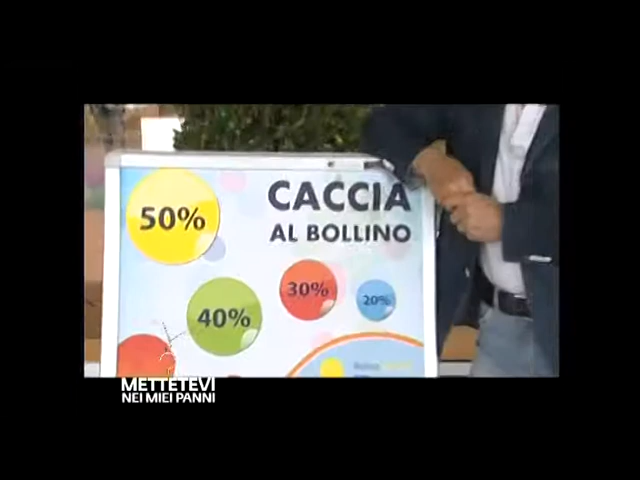 CACCIA
AL BOLLINO
50%
40%
30%
20%
METTETEVI
NEI MIEI PANNI